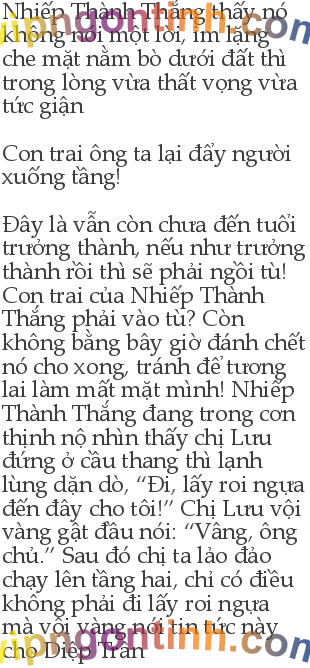 Nhiếp Thành Thắng thấy nó
không nói một lời, im lặng
che mặt nằm bò dưới đất thì
trong lòng vừa thất vọng vừa
tức giận
Con trai ông ta lại đẩy người
xuống tầng!
Đây là vẫn còn chưa đến tuổi
trưởng thành, nếu như trưởng
thành rồi thì sẽ phải ngồi tù!
Con trai của Nhiếp Thành
Thắng phải vào tù? Còn
không bằng bây giờ đánh chết
nó cho xong, tránh để tương
lai làm mất mặt mình! Nhiếp
Thành Thắng đang trong cơn
thịnh nộ nhìn thấy chị Lưu
đứng ở cầu thang thì lạnh
lùng dặn dò, “Đi, lấy roi ngựa
đến đây cho tôi!” Chị Lưu vội
vàng gật đầu nói: “Vâng, ông
chủ.” Sau đó chị ta lảo đảo
chạy lên tầng hai, chỉ có điều
không phải đi lấy roi ngựa
mà vội vàng nói tin tức này
cho Diệp Trăn
vipngontinh.com
vipngontinh.com